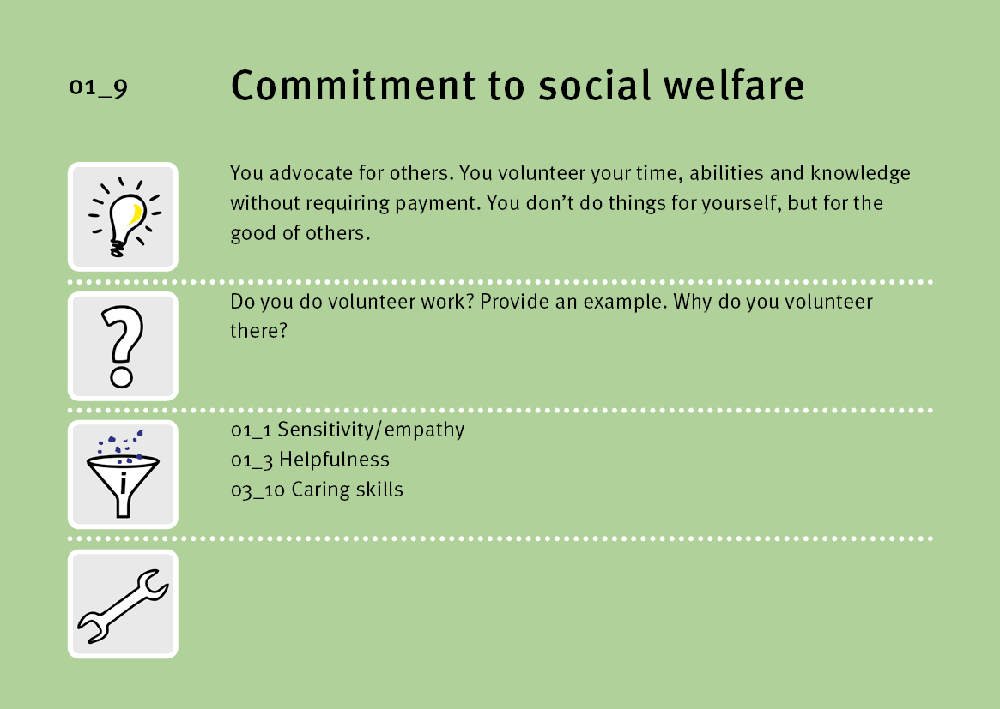 01_9
Commitment to social welfare
You advocate for others. You volunteer your time, abilities and knowledge
without requiring payment. You don’t do things for yourself, but for the
good of others.
Do you do volunteer work? Provide an example. Why do you volunteer
there?
01_1 Sensitivity/empathy
01_3 Helpfulness
03_10 Caring skills
i